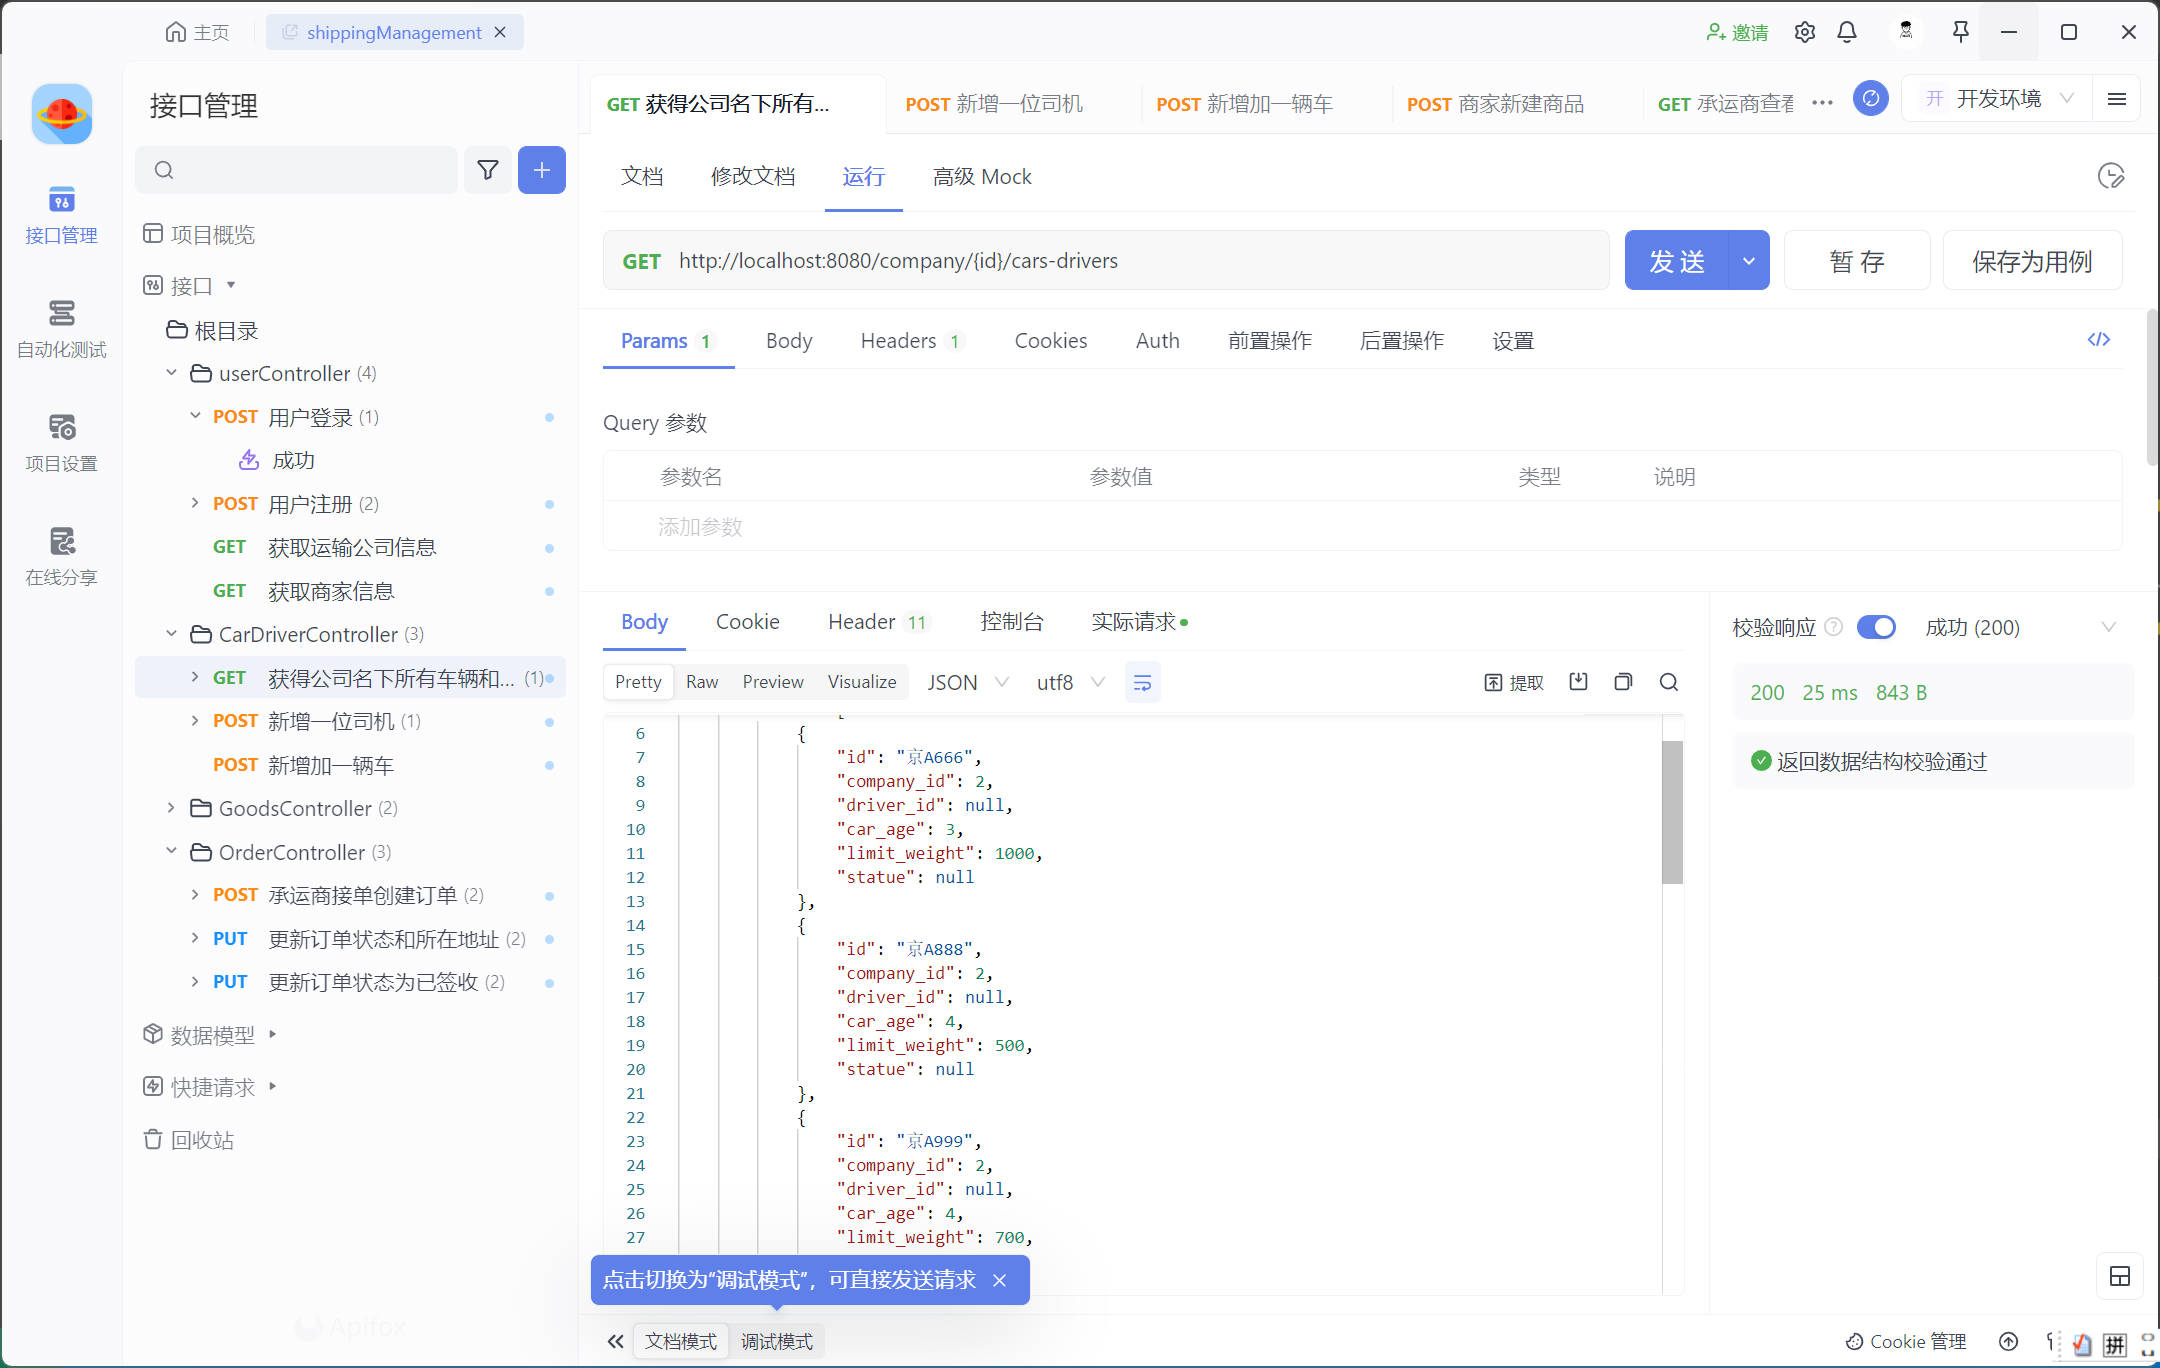 主页
shippingManagement
邀请
接口管理
自动化测试
项目设置
在线分享
接口管理
项目概览
接口
根目录
userController (4)
POST 用户登录 (1)
成功
POST 用户注册 (2)
GET 获取运输公司信息
GET 获取商家信息
CarDriverController (3)
GET 获得公司名下所有车辆和... (1)
POST 新增一位司机 (1)
POST 新增加一辆车
GoodsController (2)
OrderController (3)
POST 承运商接单创建订单 (2)
PUT 更新订单状态和所在地址 (2)
PUT 更新订单状态为已签收 (2)
数据模型
快捷请求
回收站
Apifox
GET 获得公司名下所有...
POST 新增一位司机
POST 新增加一辆车
POST 商家新建商品
GET 承运商查看
开 开发环境
文档 修改文档 运行 高级 Mock
GET http://localhost:8080/company/{id}/cars-drivers
发 送
暂 存
保存为用例
Params 1 Body Headers 1 Cookies Auth 前置操作 后置操作 设置
Query 参数
参数名 参数值 类型 说明
添加参数
Body Cookie Header 11 控制台 实际请求
Pretty Raw Preview Visualize JSON utf8 提取
6 {
7 "id": "京A666",
8 "company_id": 2,
9 "driver_id": null,
10 "car_age": 3,
11 "limit_weight": 1000,
12 "statue": null
13 },
14 {
15 "id": "京A888",
16 "company_id": 2,
17 "driver_id": null,
18 "car_age": 4,
19 "limit_weight": 500,
20 "statue": null
21 },
22 {
23 "id": "京A999",
24 "company_id": 2,
25 "driver_id": null,
26 "car_age": 4,
27 "limit_weight": 700,
校验响应 成功 (200)
200 25 ms 843 B
返回数据结构校验通过
点击切换为“调试模式”，可直接发送请求
文档模式 调试模式
Cookie 管理
拼